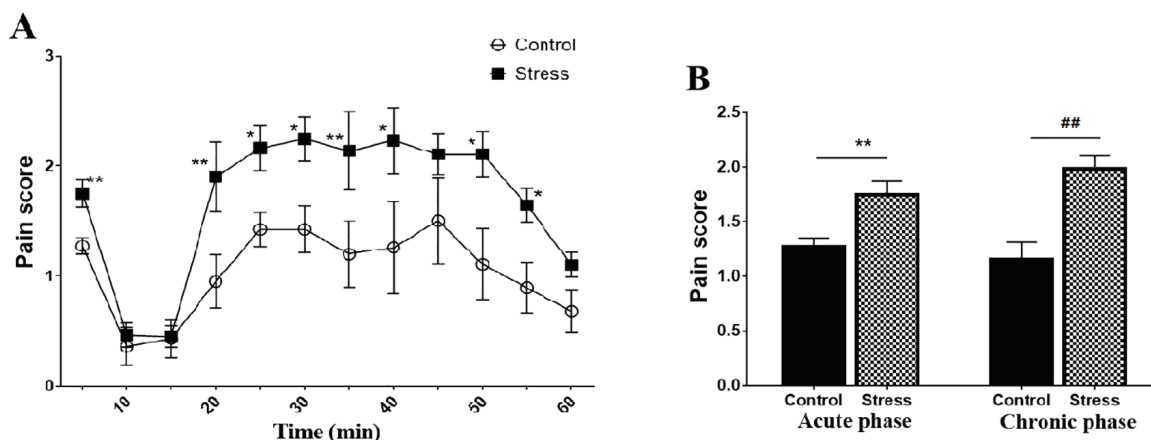 A
Pain score
3
2
1
0
Control
Stress
**
**
*
*
**
*
*
*
10
20
30
40
50
60
Time (min)
B
Pain score
2.5
2.0
1.5
1.0
0.5
0.0
**
##
Control Stress Control Stress
Acute phase Chronic phase